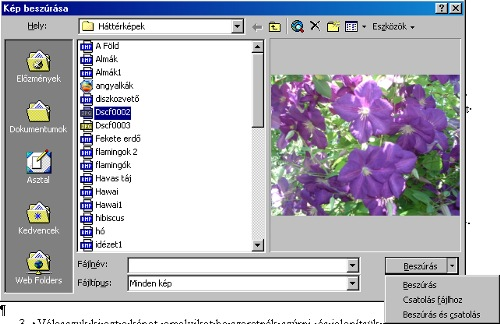 Kép beszúrása
Hely: Háttérképek
Eszközök
Előzmények
Dokumentumok
Asztal
Kedvencek
Web Folders
A Föld
Almák
Almák1
angyalkák
díszkozvető
Dscf0002
Dscf0003
Fekete erdő
flamingok 2
flamingók
Havas táj
Hawai
Hawai1
hibiscus
hó
idézet1
Fájlnév:
Fájltípus: Minden kép
Beszúrás
Beszúrás
Csatolás fájlhoz
Beszúrás és csatolás
¶